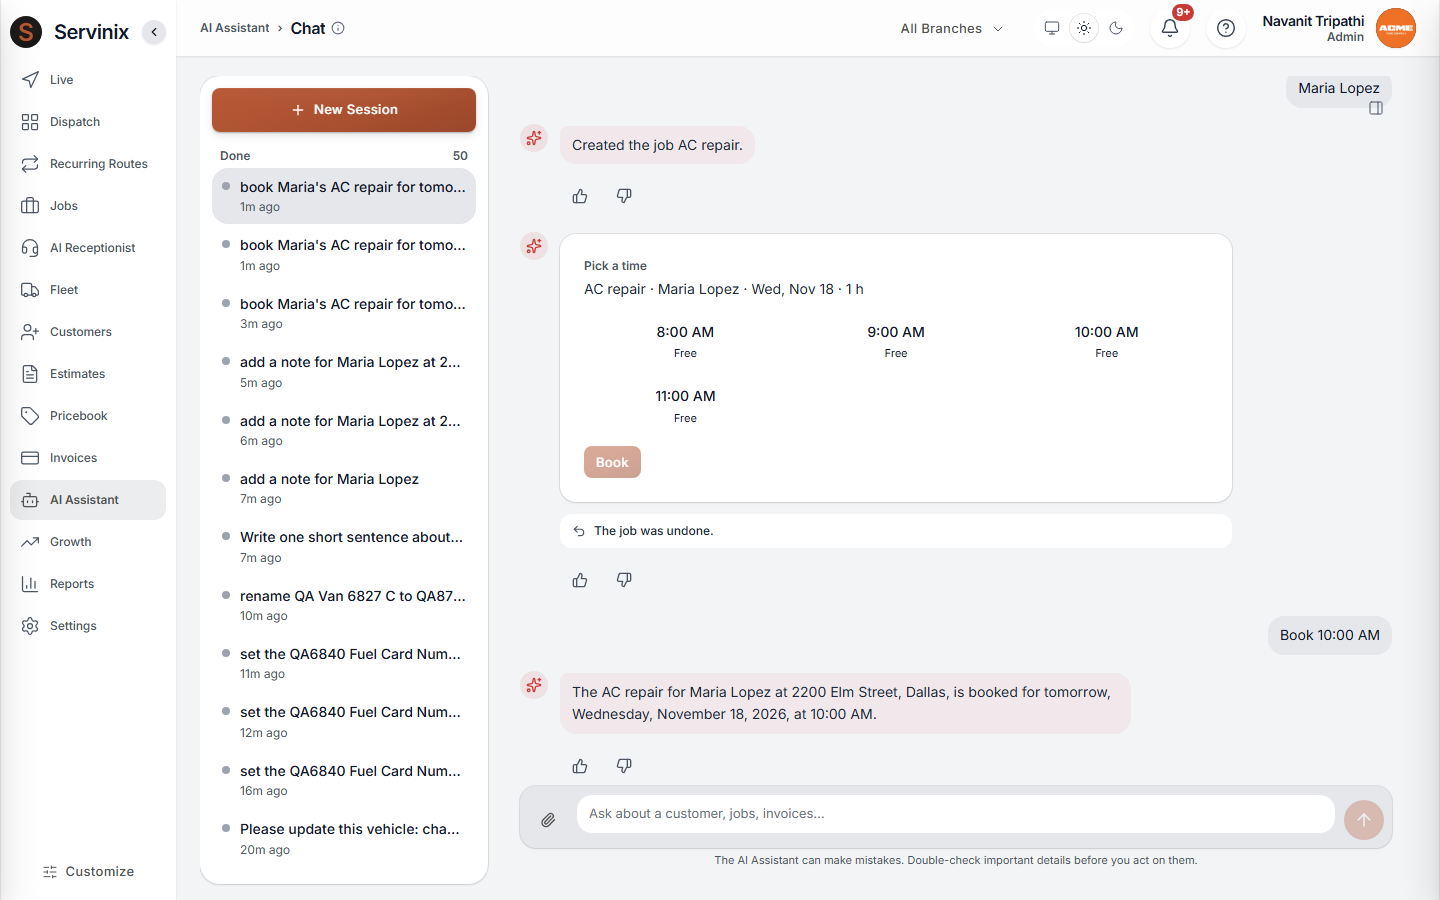 S
Servinix
AI Assistant
Chat
All Branches
9+
Navanit Tripathi
Admin
ACME
Live
Dispatch
Recurring Routes
Jobs
AI Receptionist
Fleet
Customers
Estimates
Pricebook
Invoices
AI Assistant
Growth
Reports
Settings
Customize
+ New Session
Done 50
book Maria's AC repair for tomo...
1m ago
book Maria's AC repair for tomo...
1m ago
book Maria's AC repair for tomo...
3m ago
add a note for Maria Lopez at 2...
5m ago
add a note for Maria Lopez at 2...
6m ago
add a note for Maria Lopez
7m ago
Write one short sentence about...
7m ago
rename QA Van 6827 C to QA87...
10m ago
set the QA6840 Fuel Card Num...
11m ago
set the QA6840 Fuel Card Num...
12m ago
set the QA6840 Fuel Card Num...
16m ago
Please update this vehicle: cha...
20m ago
Maria Lopez
Created the job AC repair.
Pick a time
AC repair · Maria Lopez · Wed, Nov 18 · 1 h
8:00 AM 9:00 AM 10:00 AM
Free Free Free
11:00 AM
Free
Book
The job was undone.
Book 10:00 AM
The AC repair for Maria Lopez at 2200 Elm Street, Dallas, is booked for tomorrow,
Wednesday, November 18, 2026, at 10:00 AM.
Ask about a customer, jobs, invoices...
The AI Assistant can make mistakes. Double-check important details before you act on them.